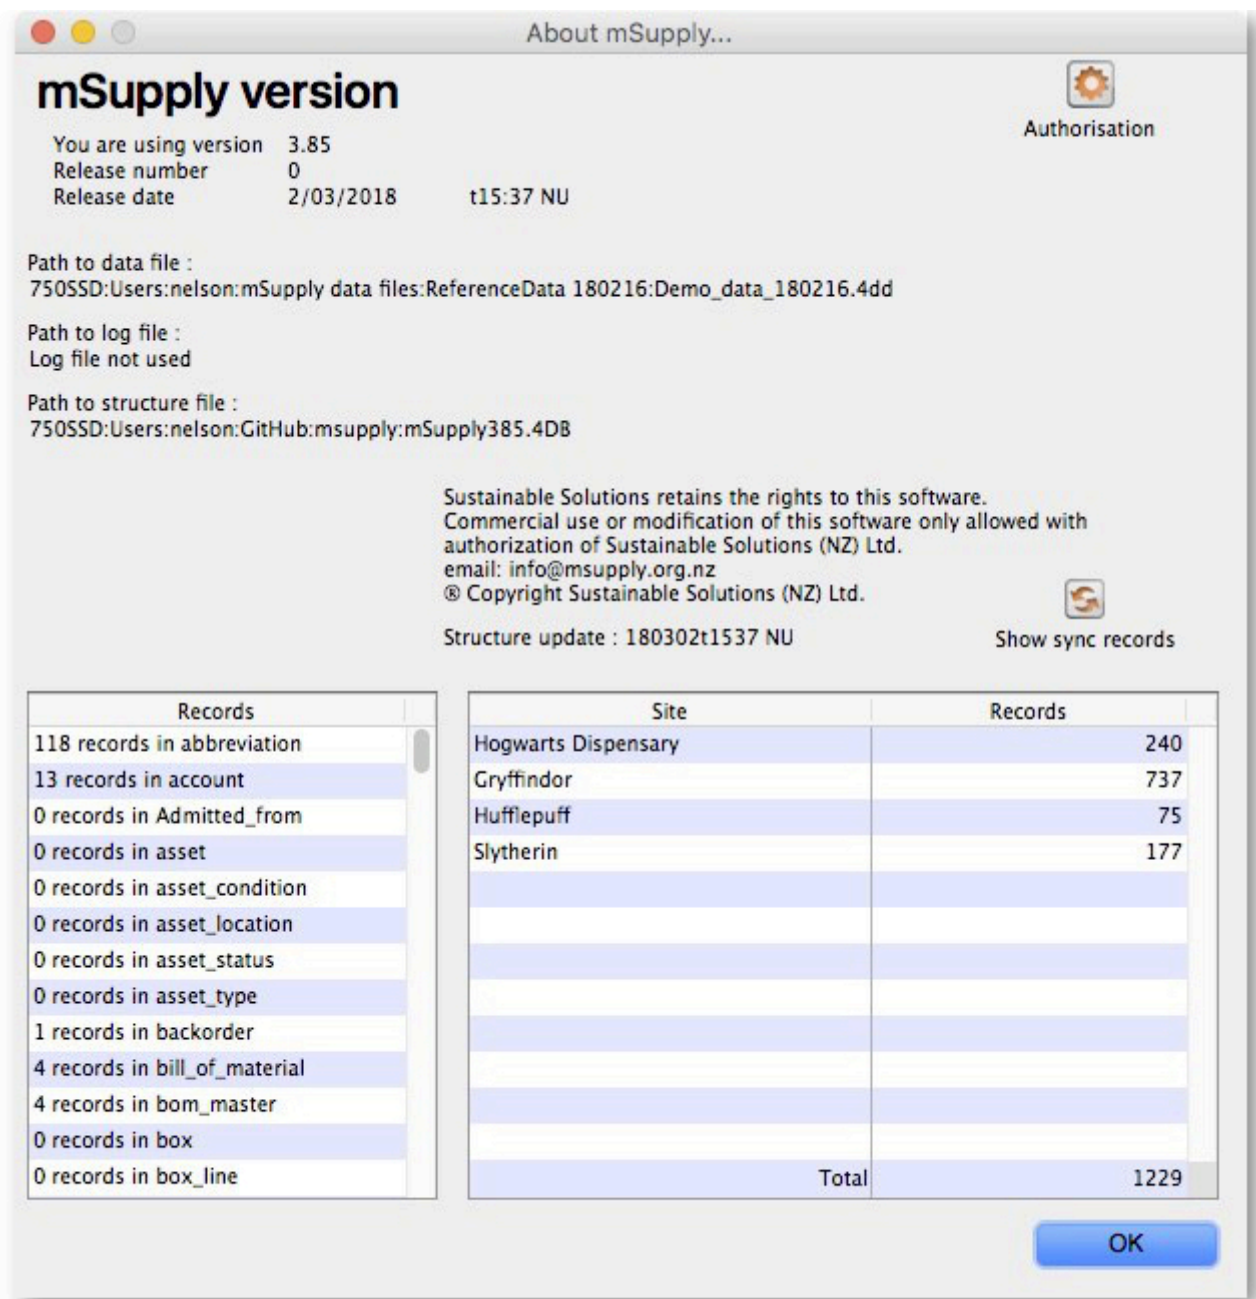 About mSupply...
mSupply version
Authorisation
You are using version 3.85
Release number 0
Release date 2/03/2018 t15:37 NU
Path to data file :
750SSD:Users:nelson:mSupply data files:ReferenceData 180216:Demo_data_180216.4dd
Path to log file :
Log file not used
Path to structure file :
750SSD:Users:nelson:GitHub:msupply:mSupply385.4DB
Sustainable Solutions retains the rights to this software.
Commercial use or modification of this software only allowed with
authorization of Sustainable Solutions (NZ) Ltd.
email: info@msupply.org.nz
® Copyright Sustainable Solutions (NZ) Ltd.
Structure update : 180302t1537 NU
Show sync records
Records
118 records in abbreviation
13 records in account
0 records in Admitted_from
0 records in asset
0 records in asset_condition
0 records in asset_location
0 records in asset_status
0 records in asset_type
1 records in backorder
4 records in bill_of_material
4 records in bom_master
0 records in box
0 records in box_line
Site Records
Hogwarts Dispensary 240
Gryffindor 737
Hufflepuff 75
Slytherin 177
Total 1229
OK